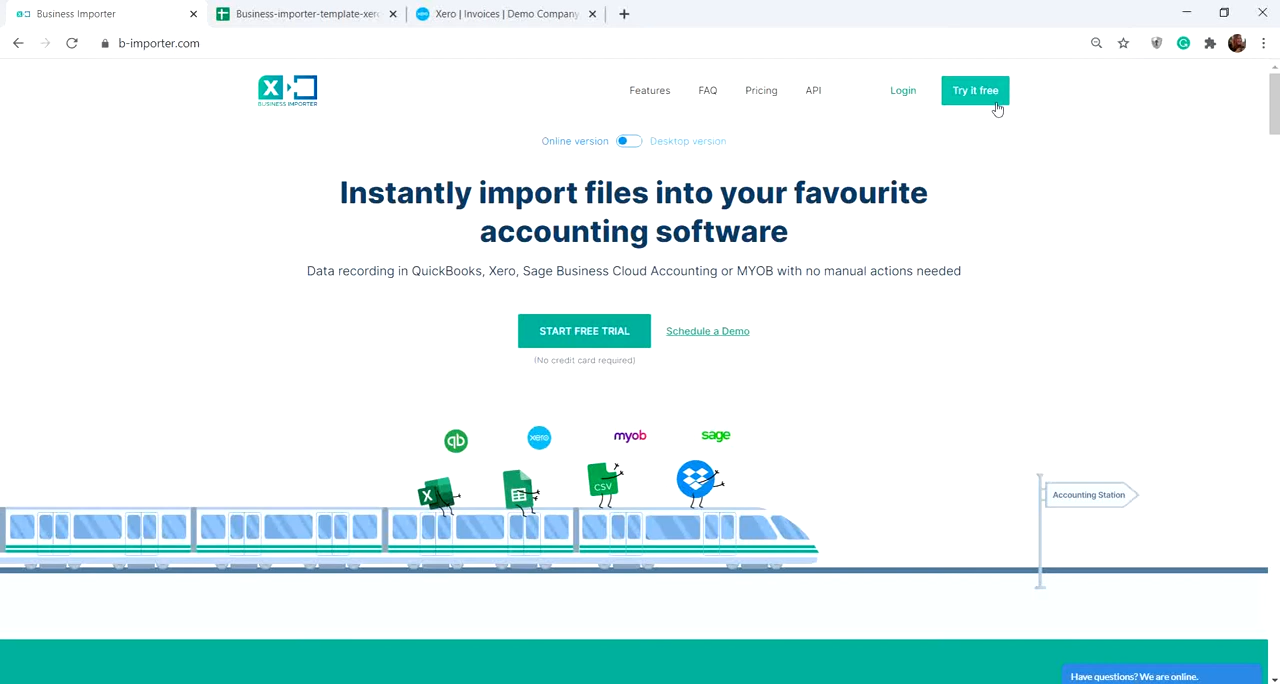 Business Importer
Business-importer-template-xer
Xero | Invoices | Demo Company
b-importer.com
X
BUSINESS IMPORTER
Features
FAQ
Pricing
API
Login
Try it free
Online version
Desktop version
Instantly import files into your favourite
accounting software
Data recording in QuickBooks, Xero, Sage Business Cloud Accounting or MYOB with no manual actions needed
START FREE TRIAL
Schedule a Demo
(No credit card required)
qb
xero
myob
sage
X
CSV
Accounting Station
Have questions? We are online.